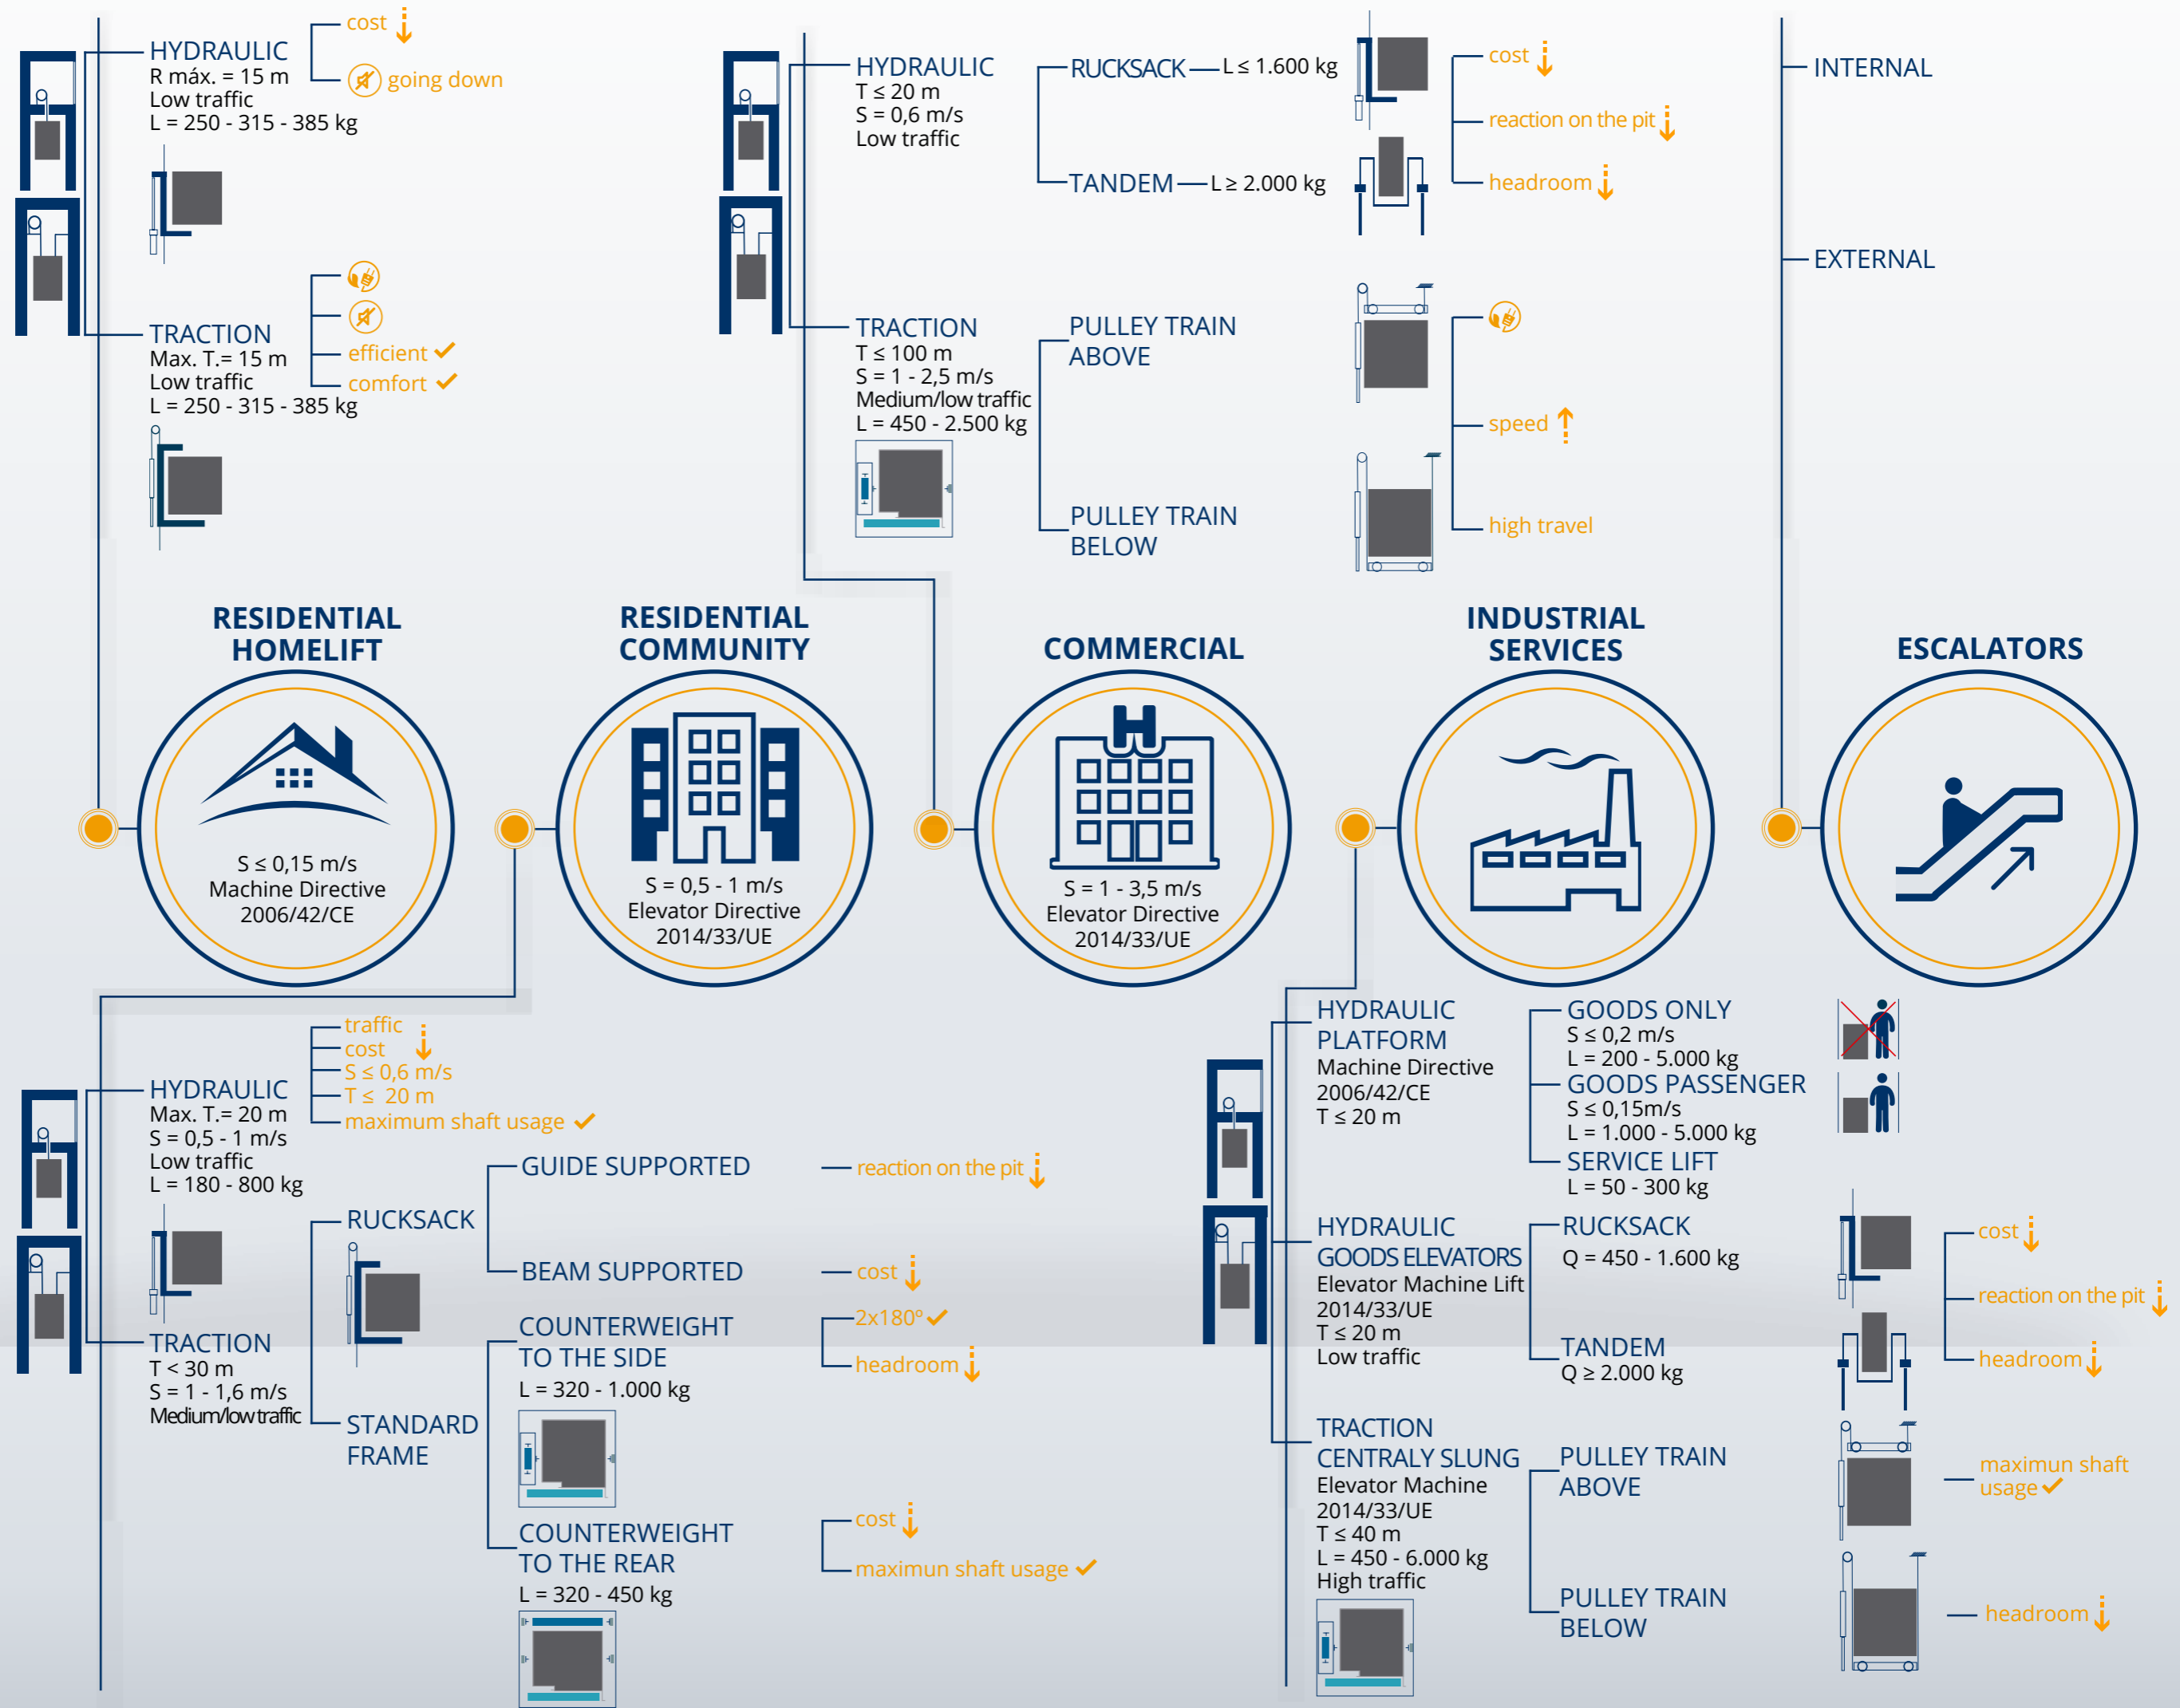 HYDRAULIC
R máx. = 15 m
Low traffic
L = 250 - 315 - 385 kg
cost
going down
TRACTION
Max. T.= 15 m
Low traffic
L = 250 - 315 - 385 kg
efficient
comfort
HYDRAULIC
T ≤ 20 m
S = 0,6 m/s
Low traffic
RUCKSACK
L ≤ 1.600 kg
TANDEM
L ≥ 2.000 kg
cost
reaction on the pit
headroom
TRACTION
T ≤ 100 m
S = 1 - 2,5 m/s
Medium/low traffic
L = 450 - 2.500 kg
PULLEY TRAIN
ABOVE
PULLEY TRAIN
BELOW
speed
high travel
INTERNAL
EXTERNAL
RESIDENTIAL
HOMELIFT
S ≤ 0,15 m/s
Machine Directive
2006/42/CE
RESIDENTIAL
COMMUNITY
S = 0,5 - 1 m/s
Elevator Directive
2014/33/UE
COMMERCIAL
H
S = 1 - 3,5 m/s
Elevator Directive
2014/33/UE
INDUSTRIAL
SERVICES
ESCALATORS
HYDRAULIC
Max. T.= 20 m
S = 0,5 - 1 m/s
Low traffic
L = 180 - 800 kg
traffic
cost
S ≤ 0,6 m/s
T ≤ 20 m
maximum shaft usage
TRACTION
T < 30 m
S = 1 - 1,6 m/s
Medium/low traffic
RUCKSACK
GUIDE SUPPORTED
reaction on the pit
BEAM SUPPORTED
cost
STANDARD
FRAME
COUNTERWEIGHT
TO THE SIDE
L = 320 - 1.000 kg
2x180º
headroom
COUNTERWEIGHT
TO THE REAR
L = 320 - 450 kg
cost
maximun shaft usage
HYDRAULIC
PLATFORM
Machine Directive
2006/42/CE
T ≤ 20 m
GOODS ONLY
S ≤ 0,2 m/s
L = 200 - 5.000 kg
GOODS PASSENGER
S ≤ 0,15m/s
L = 1.000 - 5.000 kg
SERVICE LIFT
L = 50 - 300 kg
HYDRAULIC
GOODS ELEVATORS
Elevator Machine Lift
2014/33/UE
T ≤ 20 m
Low traffic
RUCKSACK
Q = 450 - 1.600 kg
TANDEM
Q ≥ 2.000 kg
cost
reaction on the pit
headroom
TRACTION
CENTRALY SLUNG
Elevator Machine
2014/33/UE
T ≤ 40 m
L = 450 - 6.000 kg
High traffic
PULLEY TRAIN
ABOVE
maximun shaft
usage
PULLEY TRAIN
BELOW
headroom